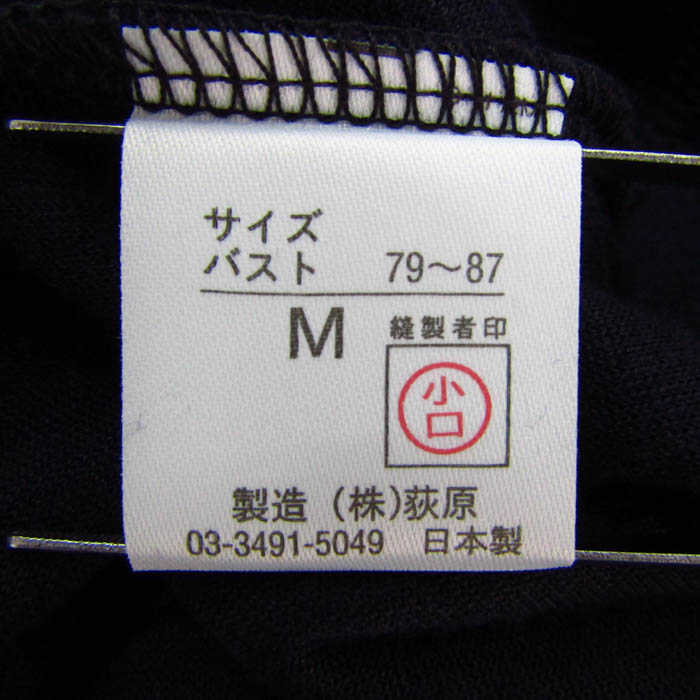 サイズ
バスト 79〜87
M
縫製者印
小口
製造 (株)荻原
03-3491-5049 日本製